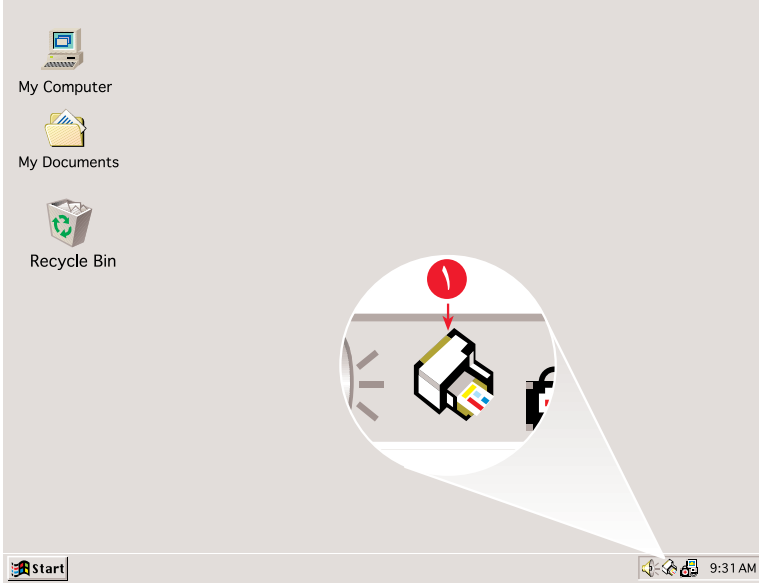 My Computer
My Documents
Recycle Bin
١
Start
9:31 AM